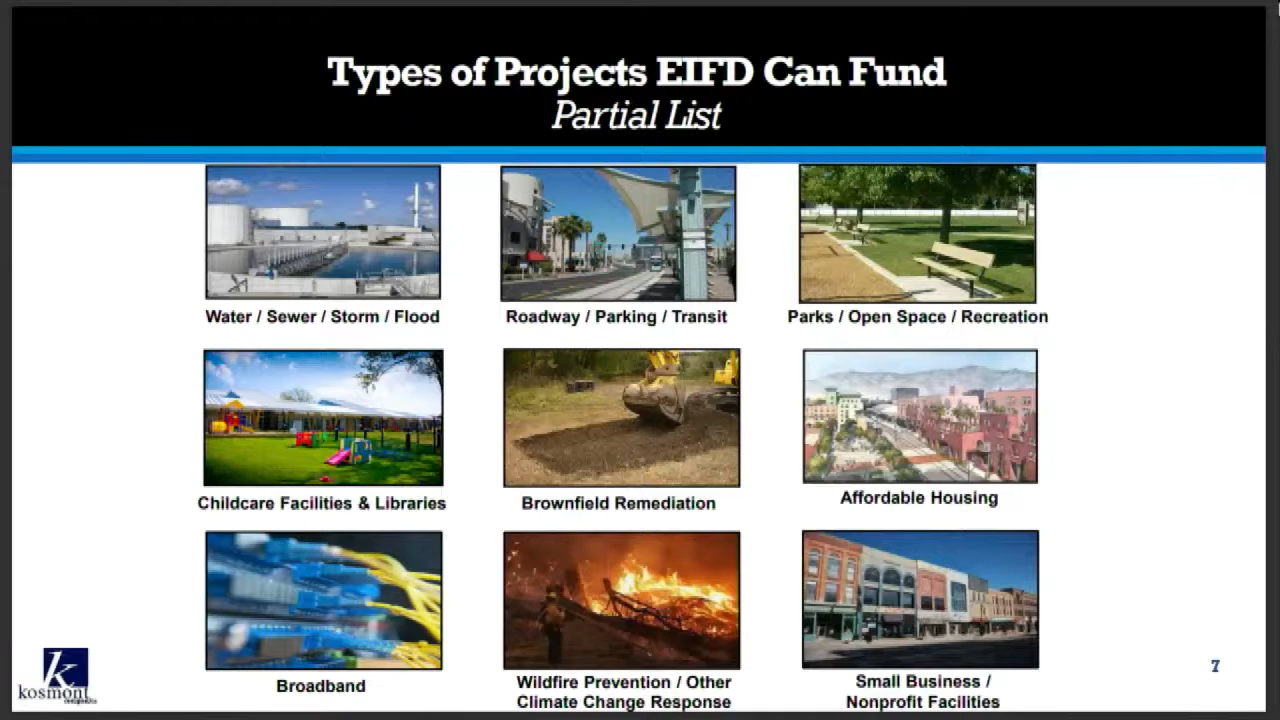 Types of Projects EIFD Can Fund
Partial List
Water / Sewer / Storm / Flood
Roadway / Parking / Transit
Parks / Open Space / Recreation
Childcare Facilities & Libraries
Brownfield Remediation
Affordable Housing
Broadband
Wildfire Prevention / Other
Climate Change Response
Small Business /
Nonprofit Facilities
k
kosmont
companies
7